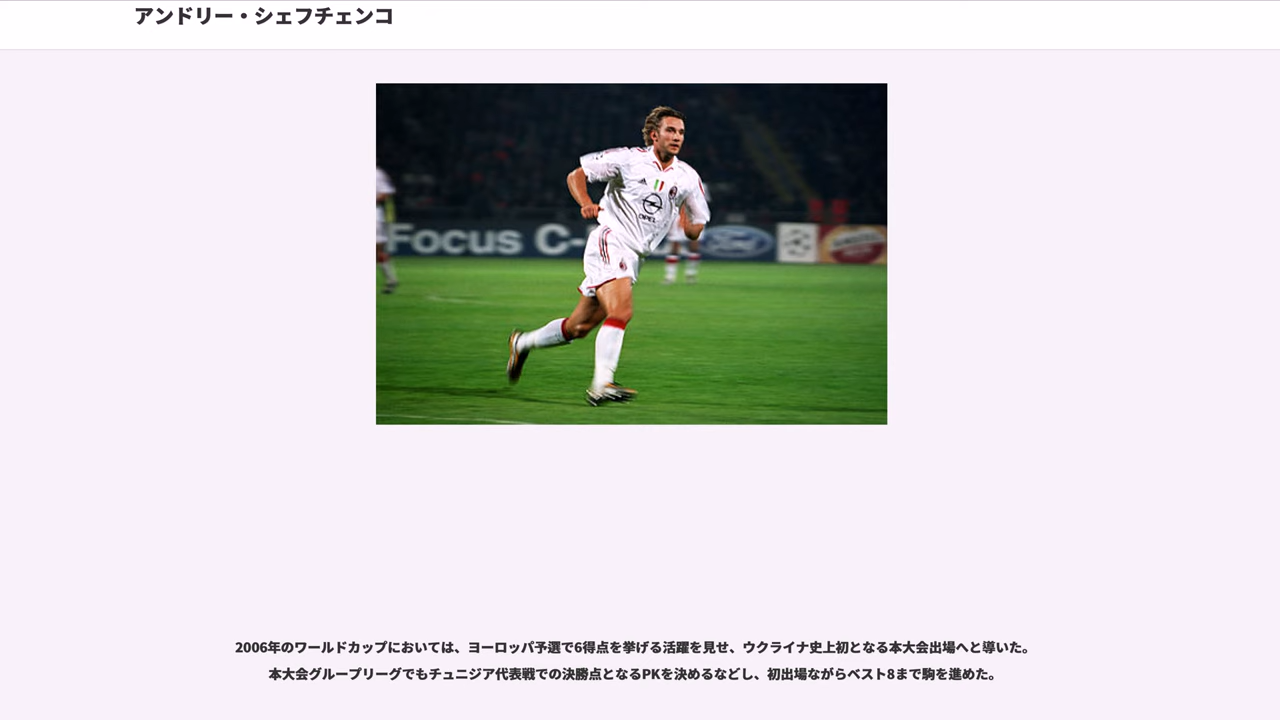 アンドリー・シェフチェンコ
Focus C-
Ford
OPEL
2006年のワールドカップにおいては、ヨーロッパ予選で6得点を挙げる活躍を見せ、ウクライナ史上初となる本大会出場へと導いた。
本大会グループリーグでもチュニジア代表戦での決勝点となるPKを決めるなどし、初出場ながらベスト8まで駒を進めた。